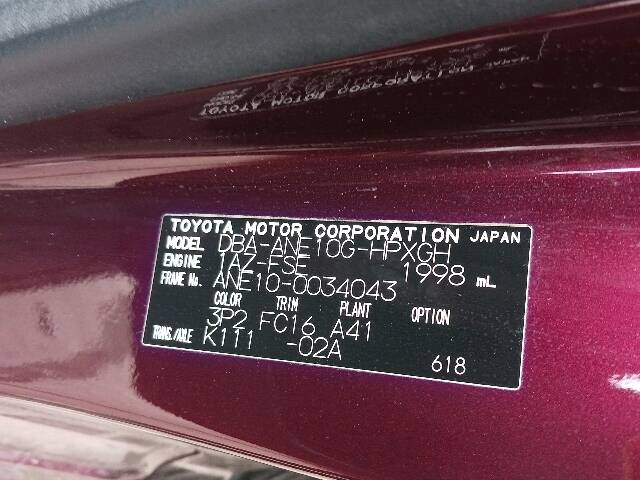 TOYOTA MOTOR CORPORATION JAPAN
MODEL DBA-ANE10G-HPXGH
ENGINE 1AZ-FSE 1998 mL
FRAME No. ANE10-0034043
COLOR TRIM PLANT OPTION
3P2 FC16 A41
TRANS./AXLE K111 -02A
618